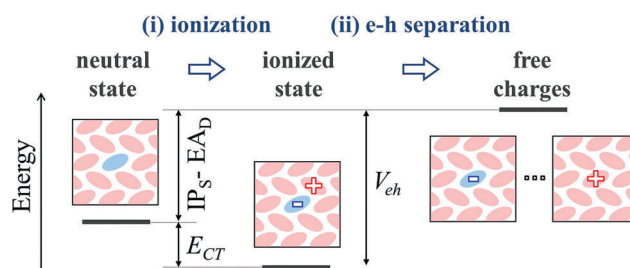 (i) ionization (ii) e-h separation
neutral state
ionized state
free charges
Energy
IP_S- EA_D
E_CT
V_eh